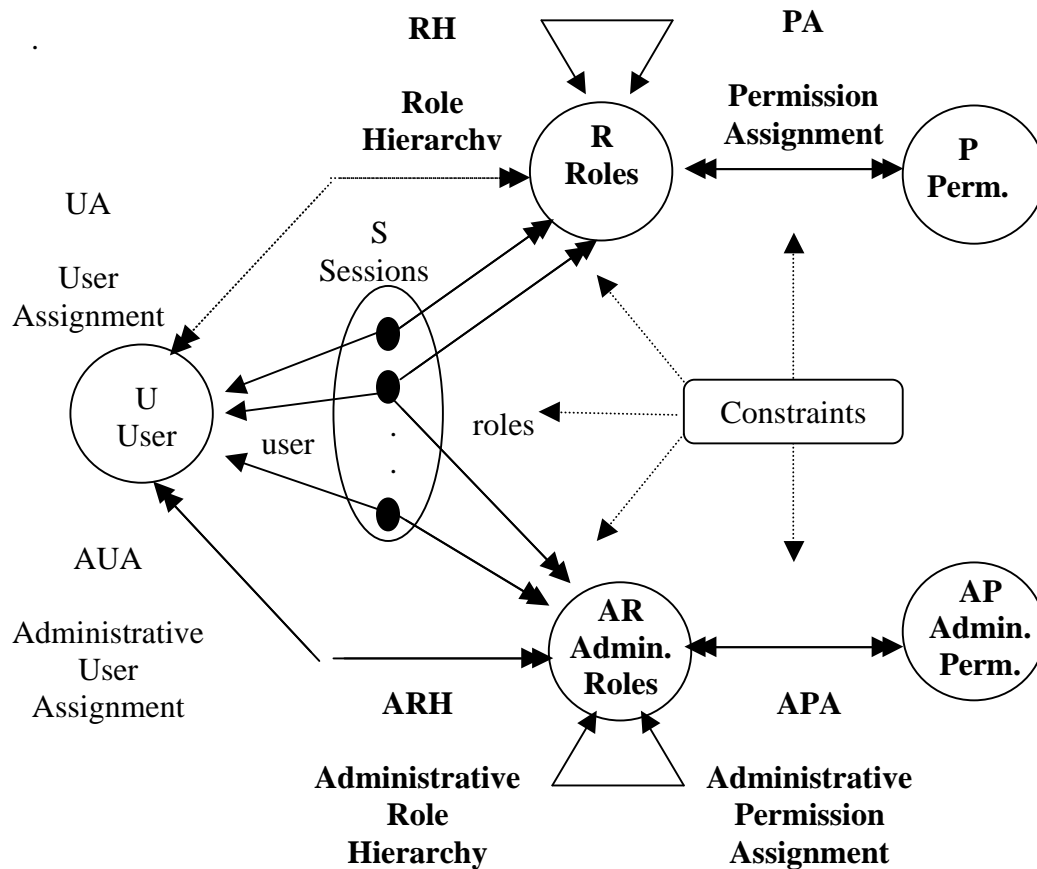 RH
PA
.
Role
Hierarchy
Permission
Assignment
R
Roles
P
Perm.
UA
S
Sessions
User
Assignment
U
User
user
.
.
roles
Constraints
AUA
Administrative
User
Assignment
AR
Admin.
Roles
AP
Admin.
Perm.
ARH
APA
Administrative
Role
Hierarchy
Administrative
Permission
Assignment